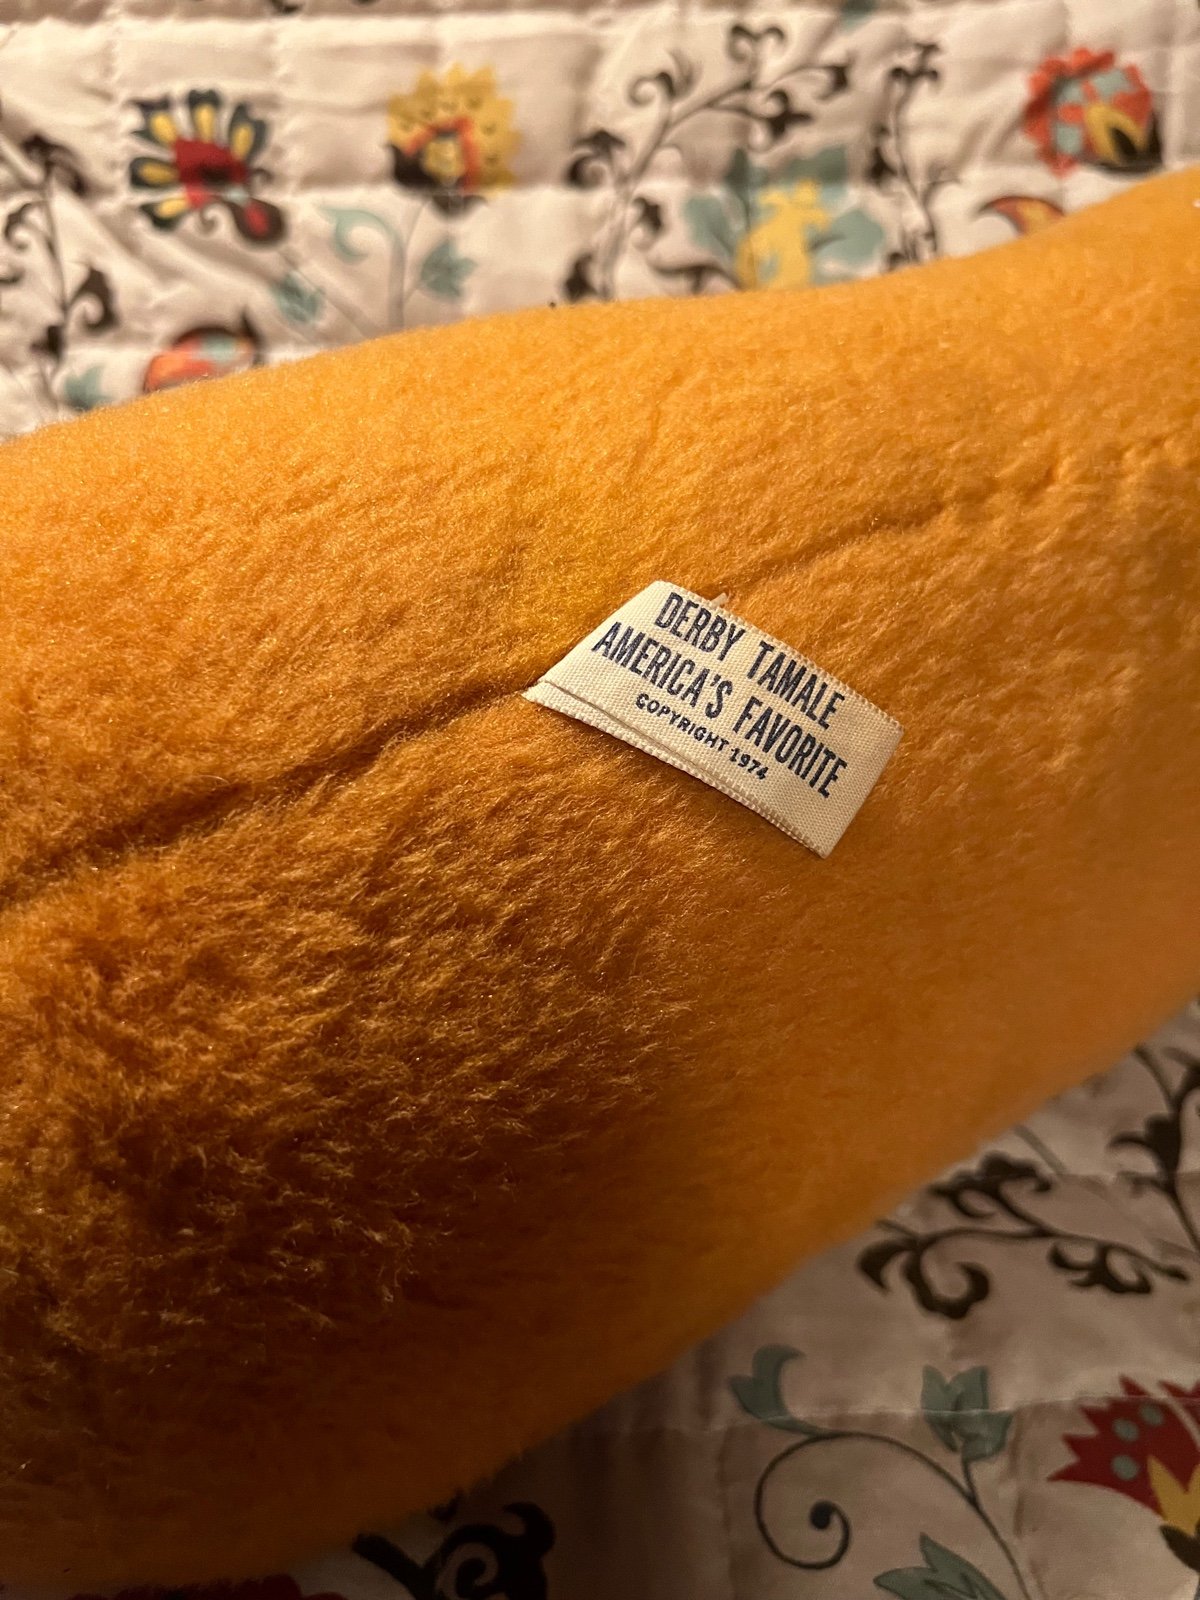 DERBY TAMALE
AMERICA'S FAVORITE
COPYRIGHT 1974